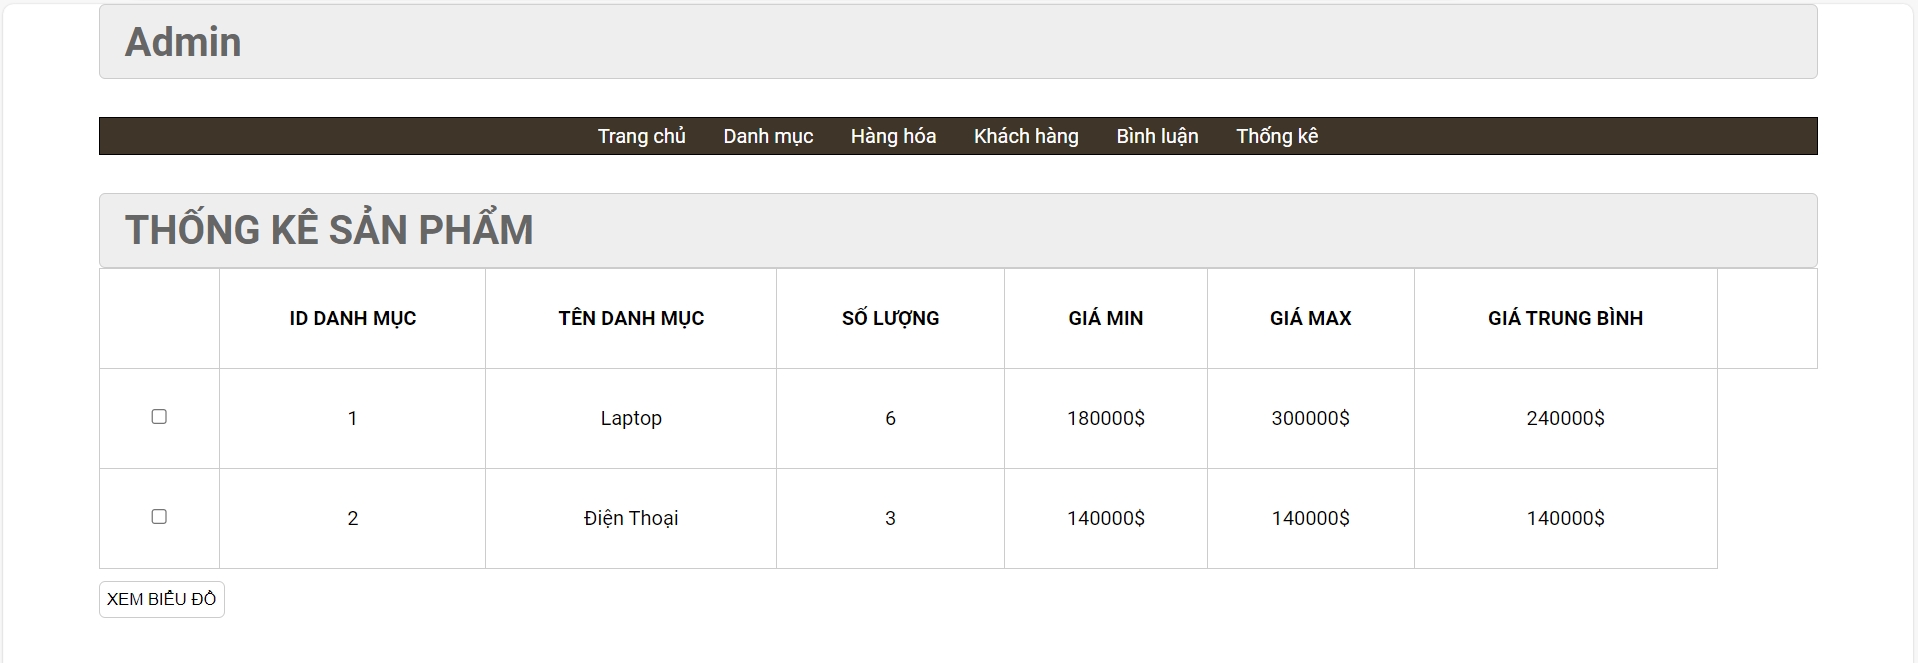 Admin
Trang chủ Danh mục Hàng hóa Khách hàng Bình luận Thống kê
THỐNG KÊ SẢN PHẨM
ID DANH MỤC TÊN DANH MỤC SỐ LƯỢNG GIÁ MIN GIÁ MAX GIÁ TRUNG BÌNH
1 Laptop 6 180000$ 300000$ 240000$
2 Điện Thoại 3 140000$ 140000$ 140000$
XEM BIỂU ĐỒ